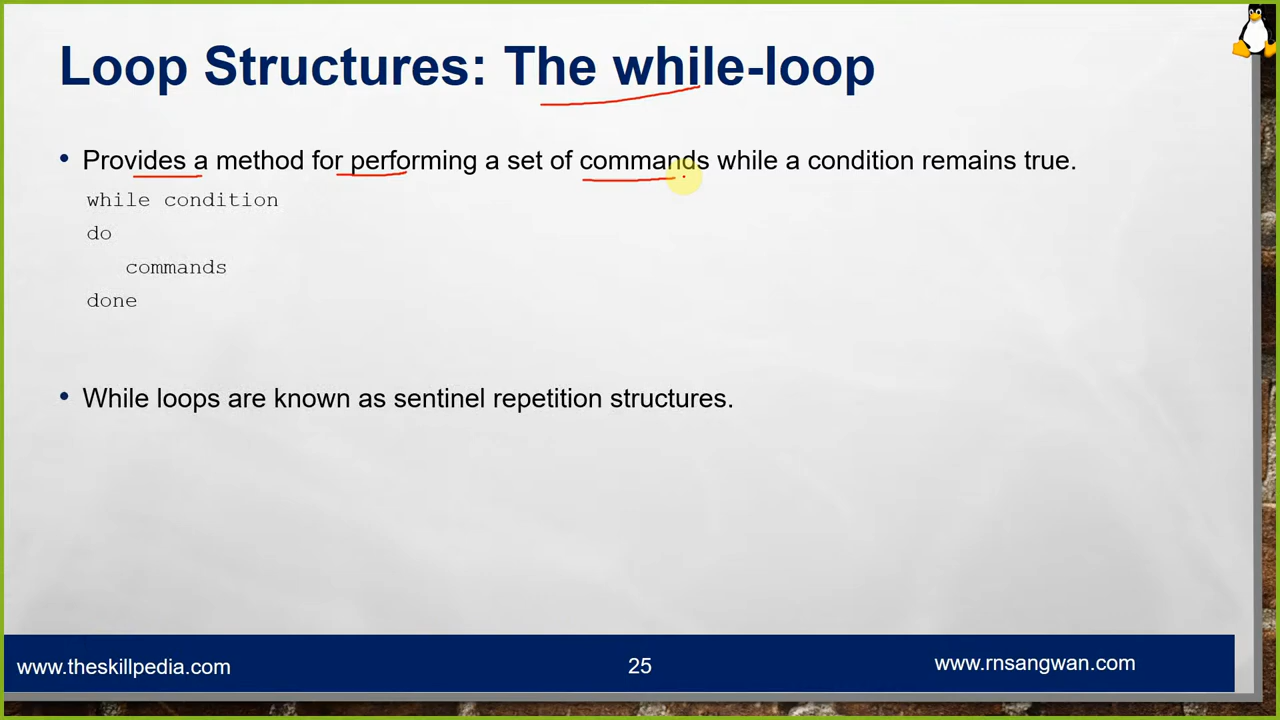 Loop Structures: The while-loop
• Provides a method for performing a set of commands while a condition remains true.
while condition
do
commands
done
• While loops are known as sentinel repetition structures.
www.theskillpedia.com
25
www.rnsangwan.com